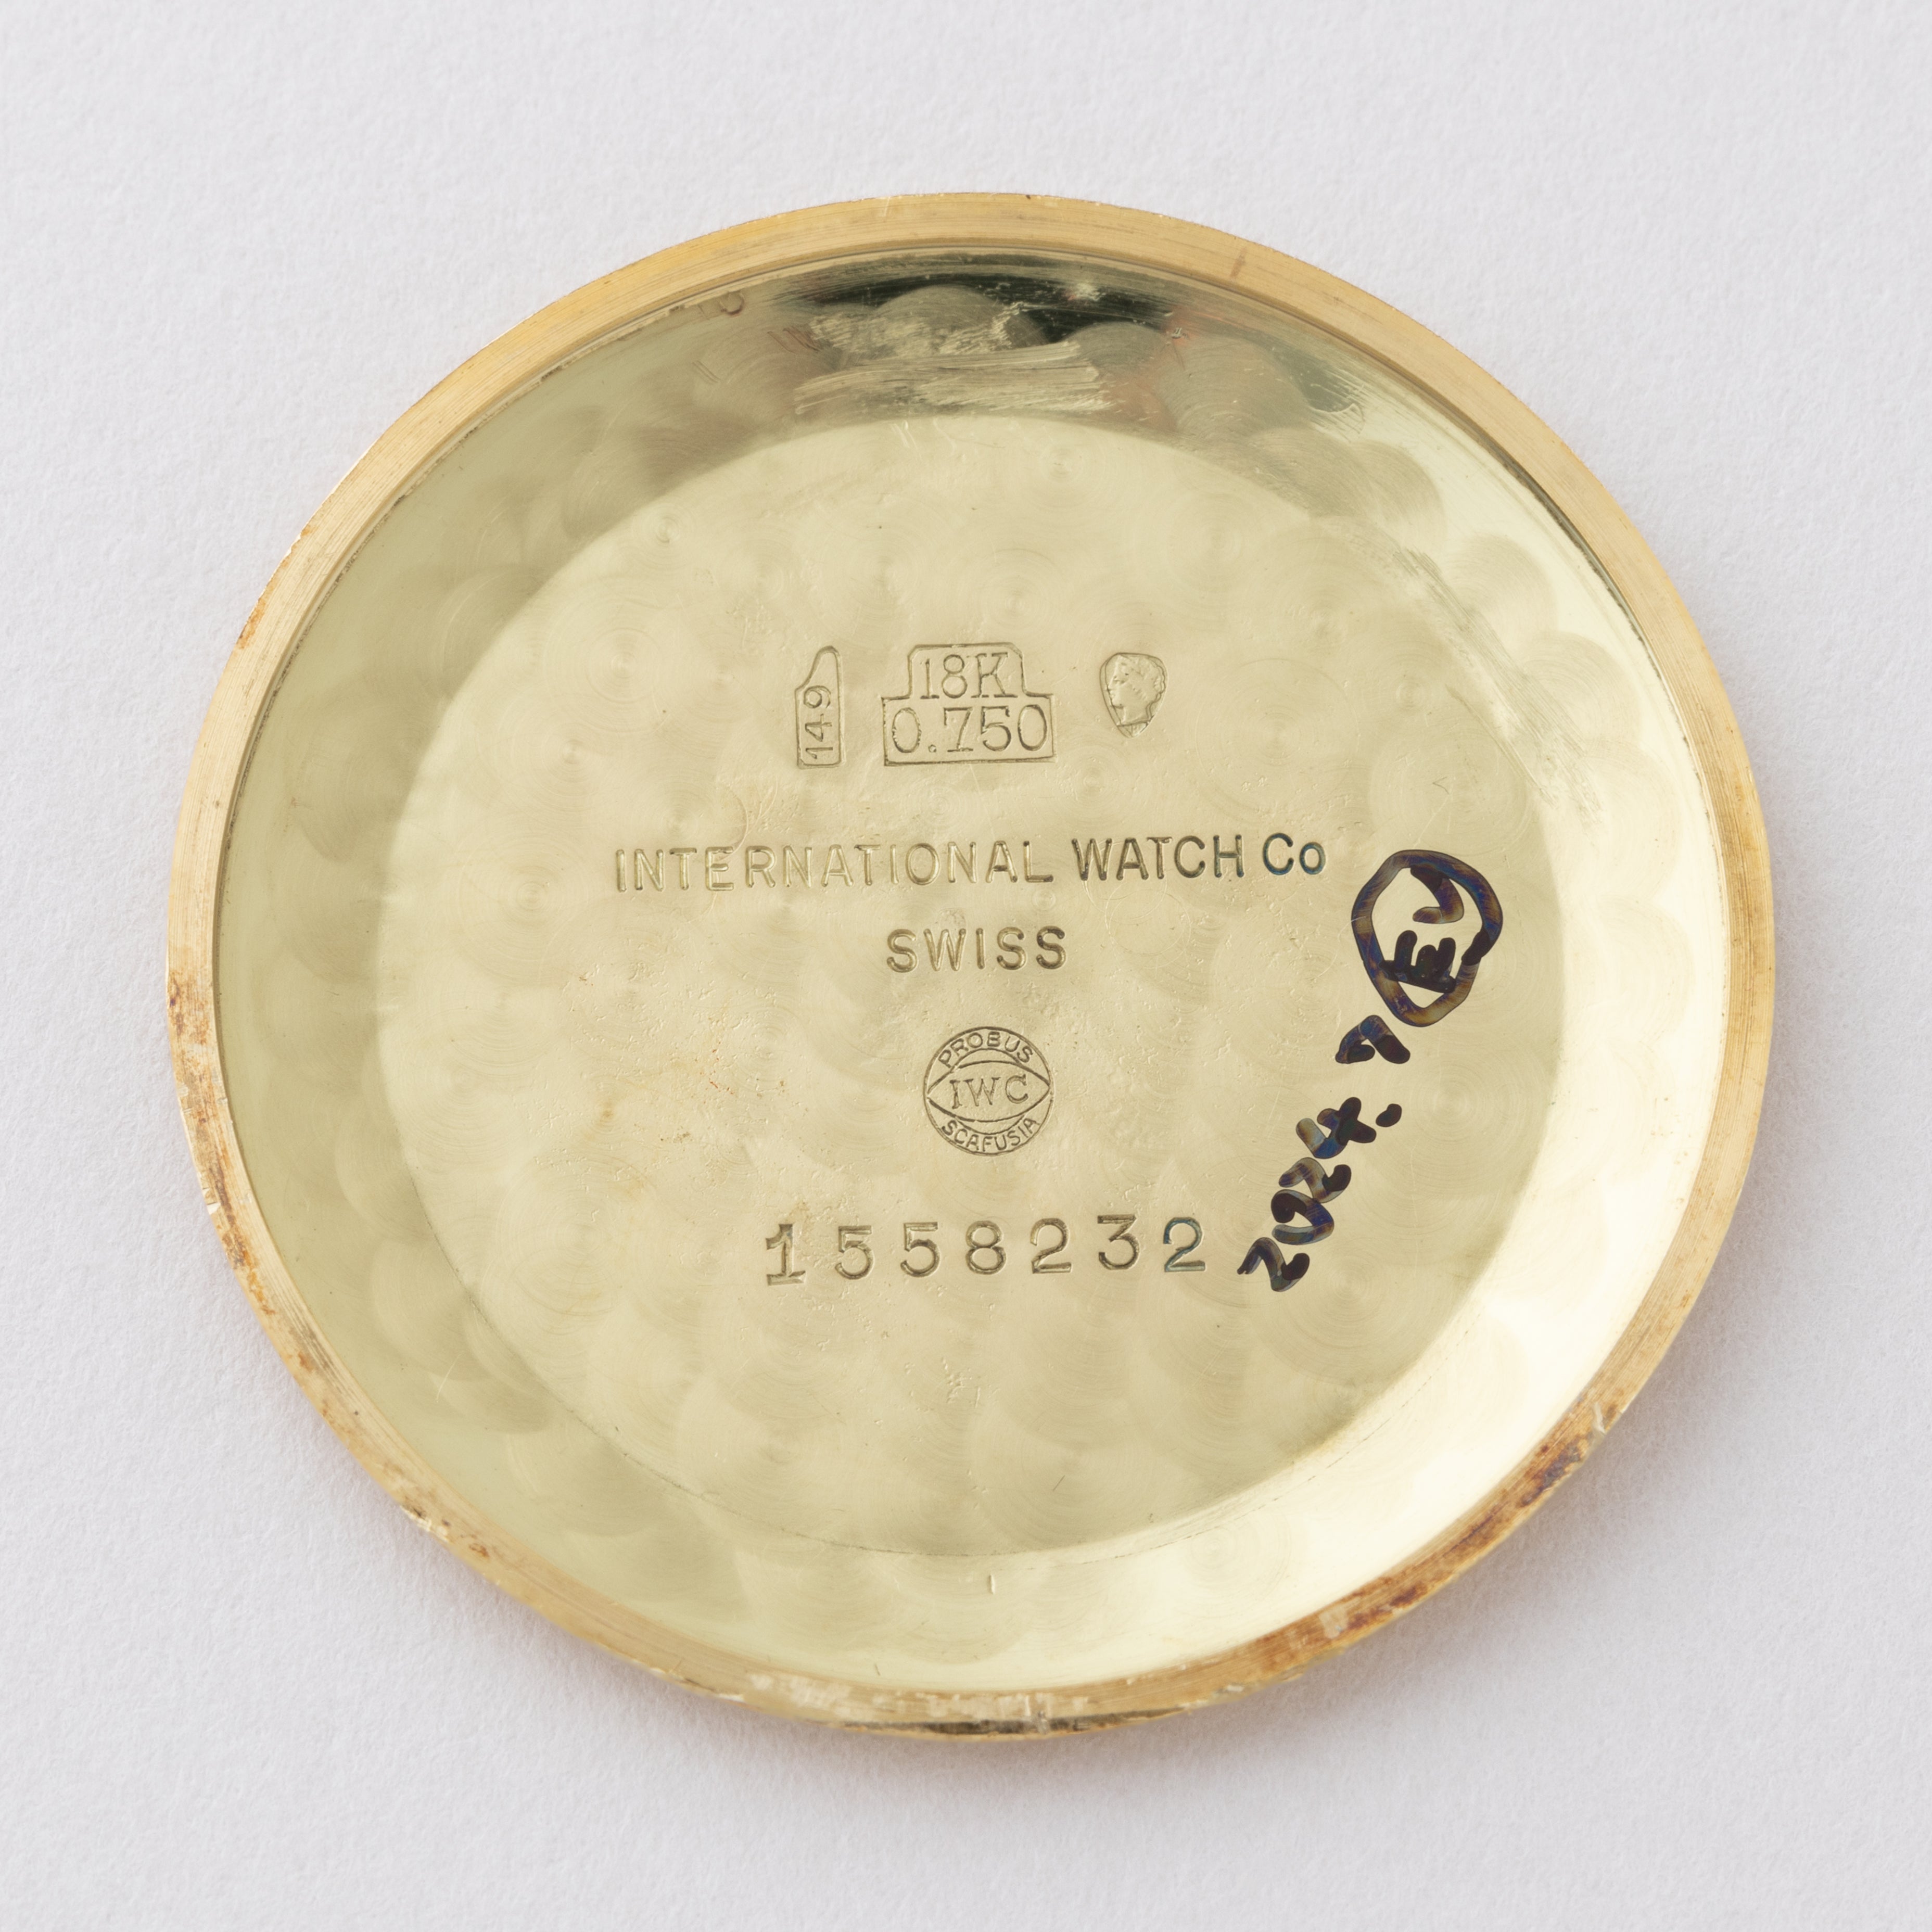 149
18K
0.750
INTERNATIONAL WATCH Co
SWISS
PROBUS
IWC
SCAFUSIA
1558232
2024. 7